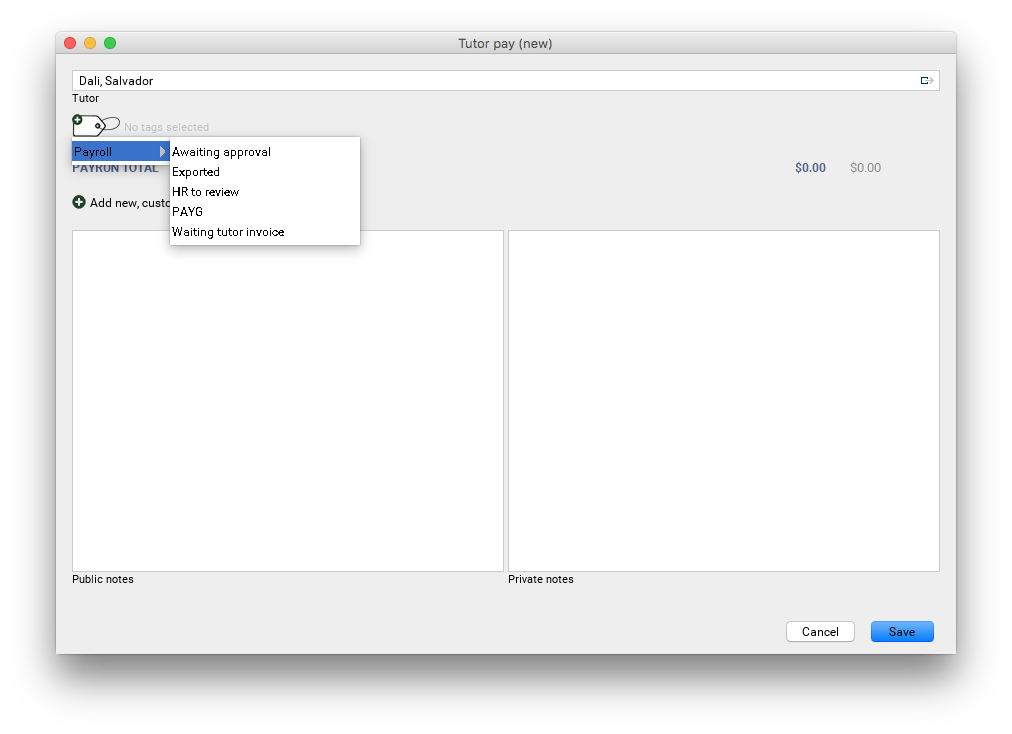 Tutor pay (new)
Dali, Salvador
Tutor
No tags selected
Payroll
Awaiting approval
Exported
HR to review
PAYG
Waiting tutor invoice
PAYRUN TOTAL $0.00 $0.00
Add new, custo
Public notes
Private notes
Cancel
Save